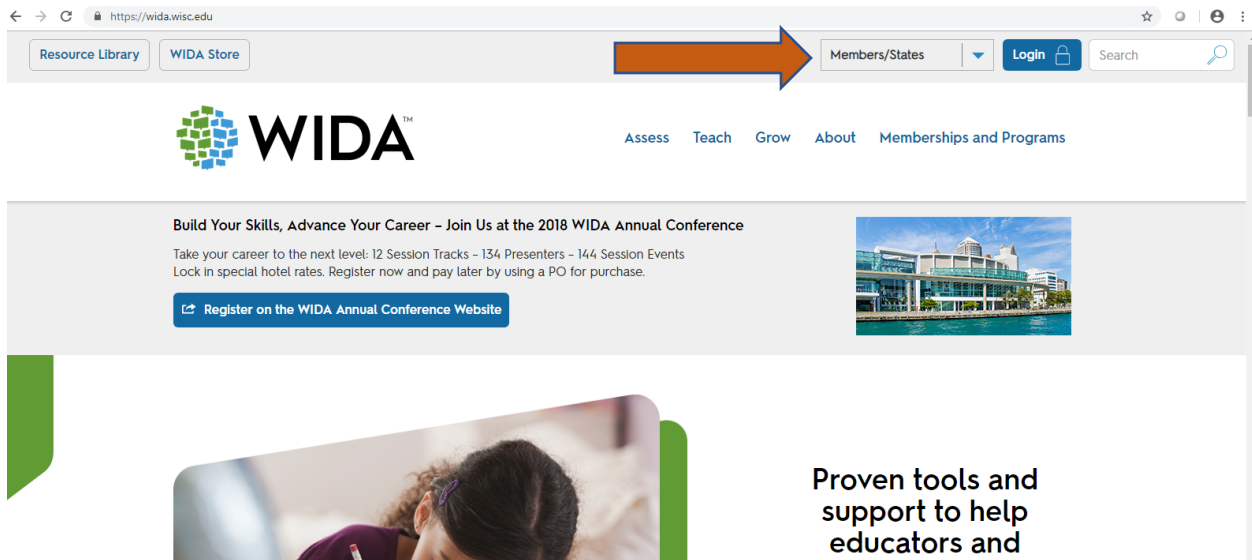 https://wida.wisc.edu
Resource Library WIDA Store Members/States Login Search
WIDA™
Assess Teach Grow About Memberships and Programs
Build Your Skills, Advance Your Career – Join Us at the 2018 WIDA Annual Conference
Take your career to the next level: 12 Session Tracks – 134 Presenters – 144 Session Events
Lock in special hotel rates. Register now and pay later by using a PO for purchase.
Register on the WIDA Annual Conference Website
Proven tools and
support to help
educators and